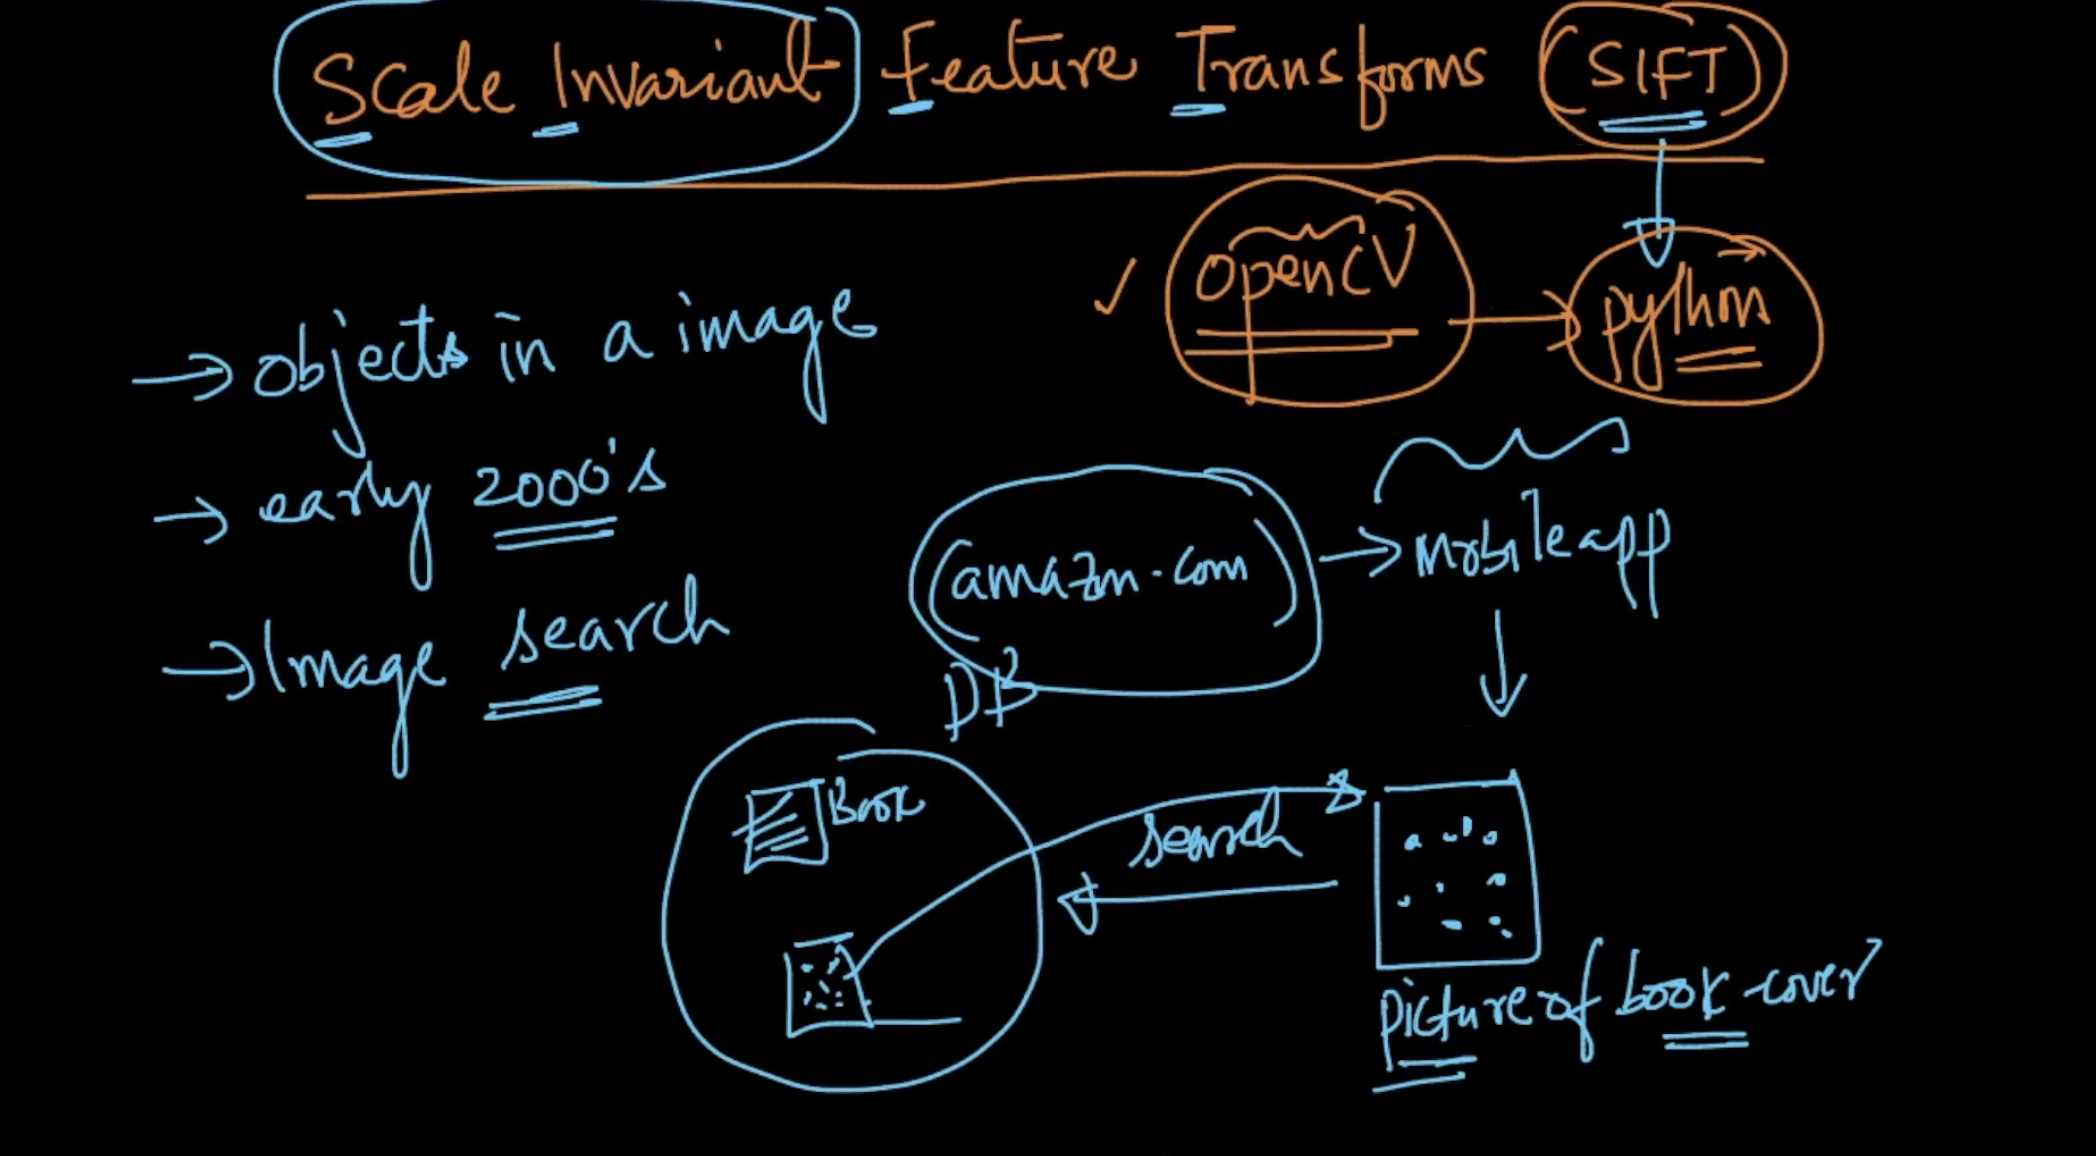 Scale Invariant Feature Transforms (SIFT)
openCV → python
→ objects in a image
→ early 2000's
→ Image search
(amazon.com) → Mobile app
DB
Book
search
picture of book cover